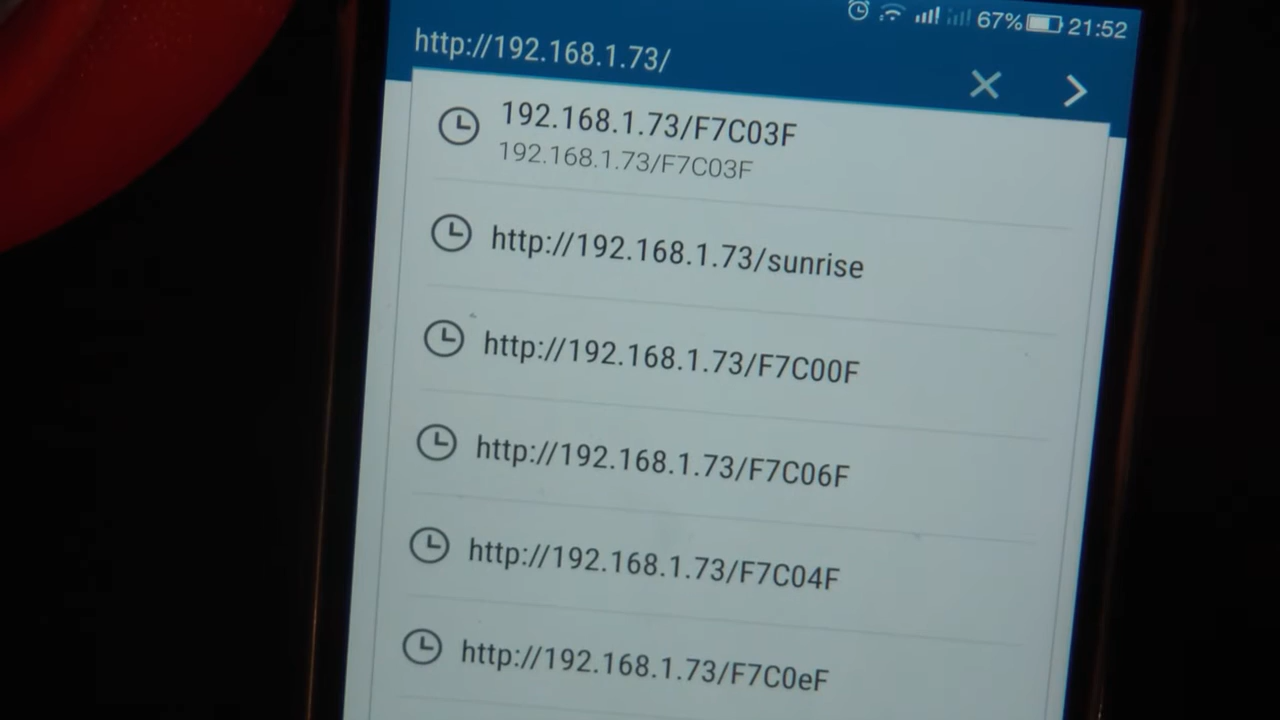 67% 21:52
http://192.168.1.73/
192.168.1.73/F7C03F
192.168.1.73/F7C03F
http://192.168.1.73/sunrise
http://192.168.1.73/F7C00F
http://192.168.1.73/F7C06F
http://192.168.1.73/F7C04F
http://192.168.1.73/F7C0eF